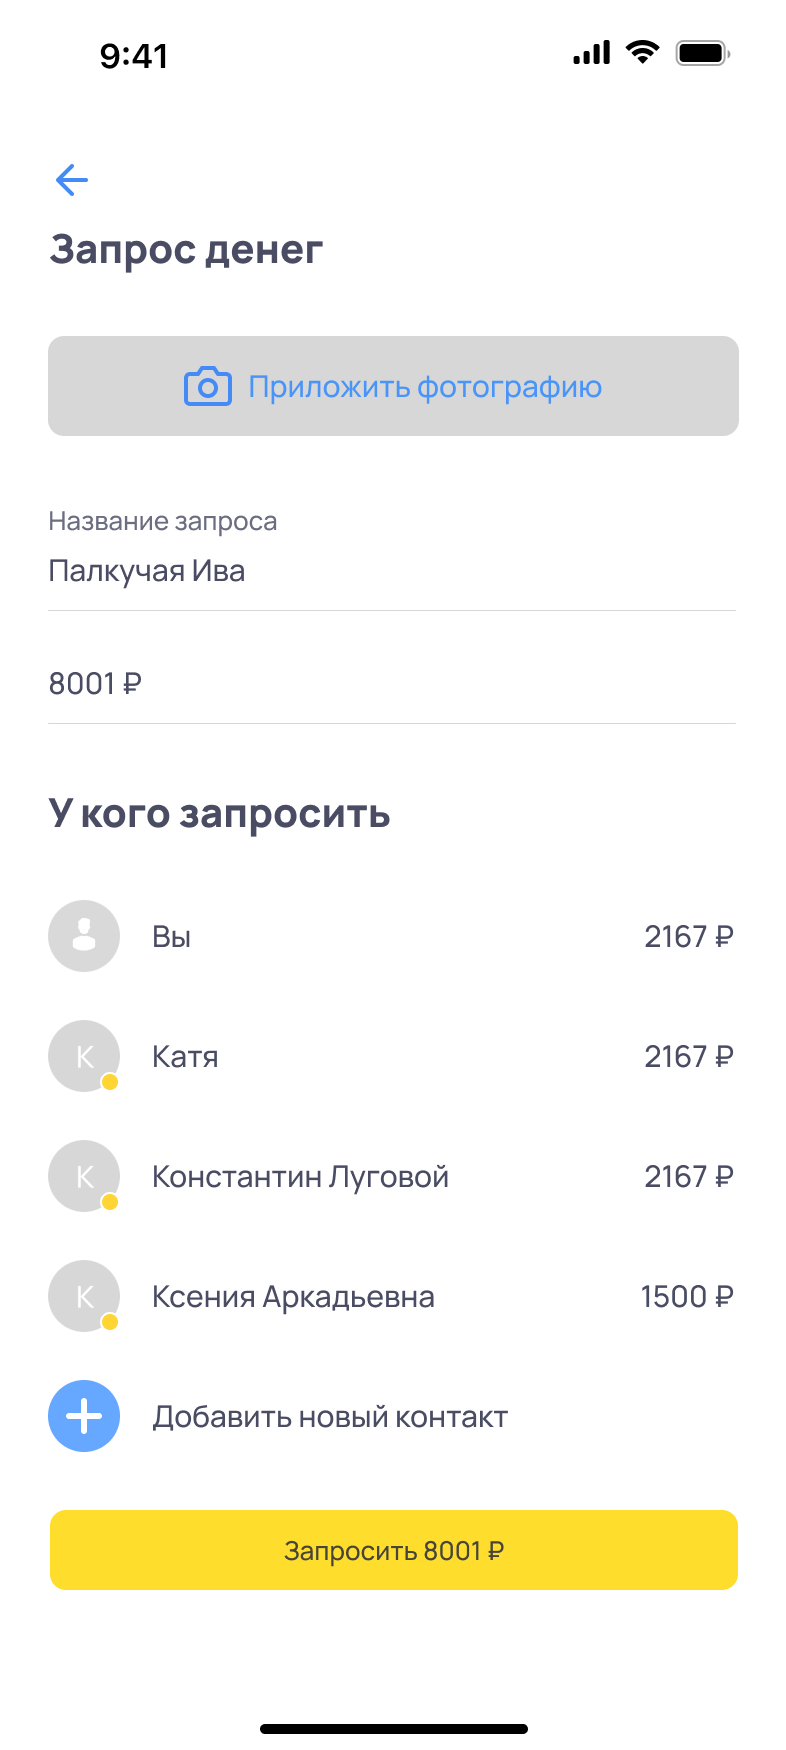 9:41
Запрос денег
Приложить фотографию
Название запроса
Палкучая Ива
8001 ₽
У кого запросить
Вы 2167 ₽
К Катя 2167 ₽
К Константин Луговой 2167 ₽
К Ксения Аркадьевна 1500 ₽
Добавить новый контакт
Запросить 8001 ₽